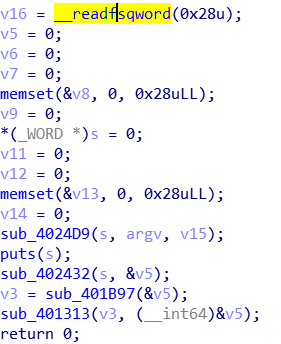 v16 = __readfsqword(0x28u);
v5 = 0;
v6 = 0;
v7 = 0;
memset(&v8, 0, 0x28uLL);
v9 = 0;
*(_WORD *)s = 0;
v11 = 0;
v12 = 0;
memset(&v13, 0, 0x28uLL);
v14 = 0;
sub_4024D9(s, argv, v15);
puts(s);
sub_402432(s, &v5);
v3 = sub_401B97(&v5);
sub_401313(v3, (__int64)&v5);
return 0;